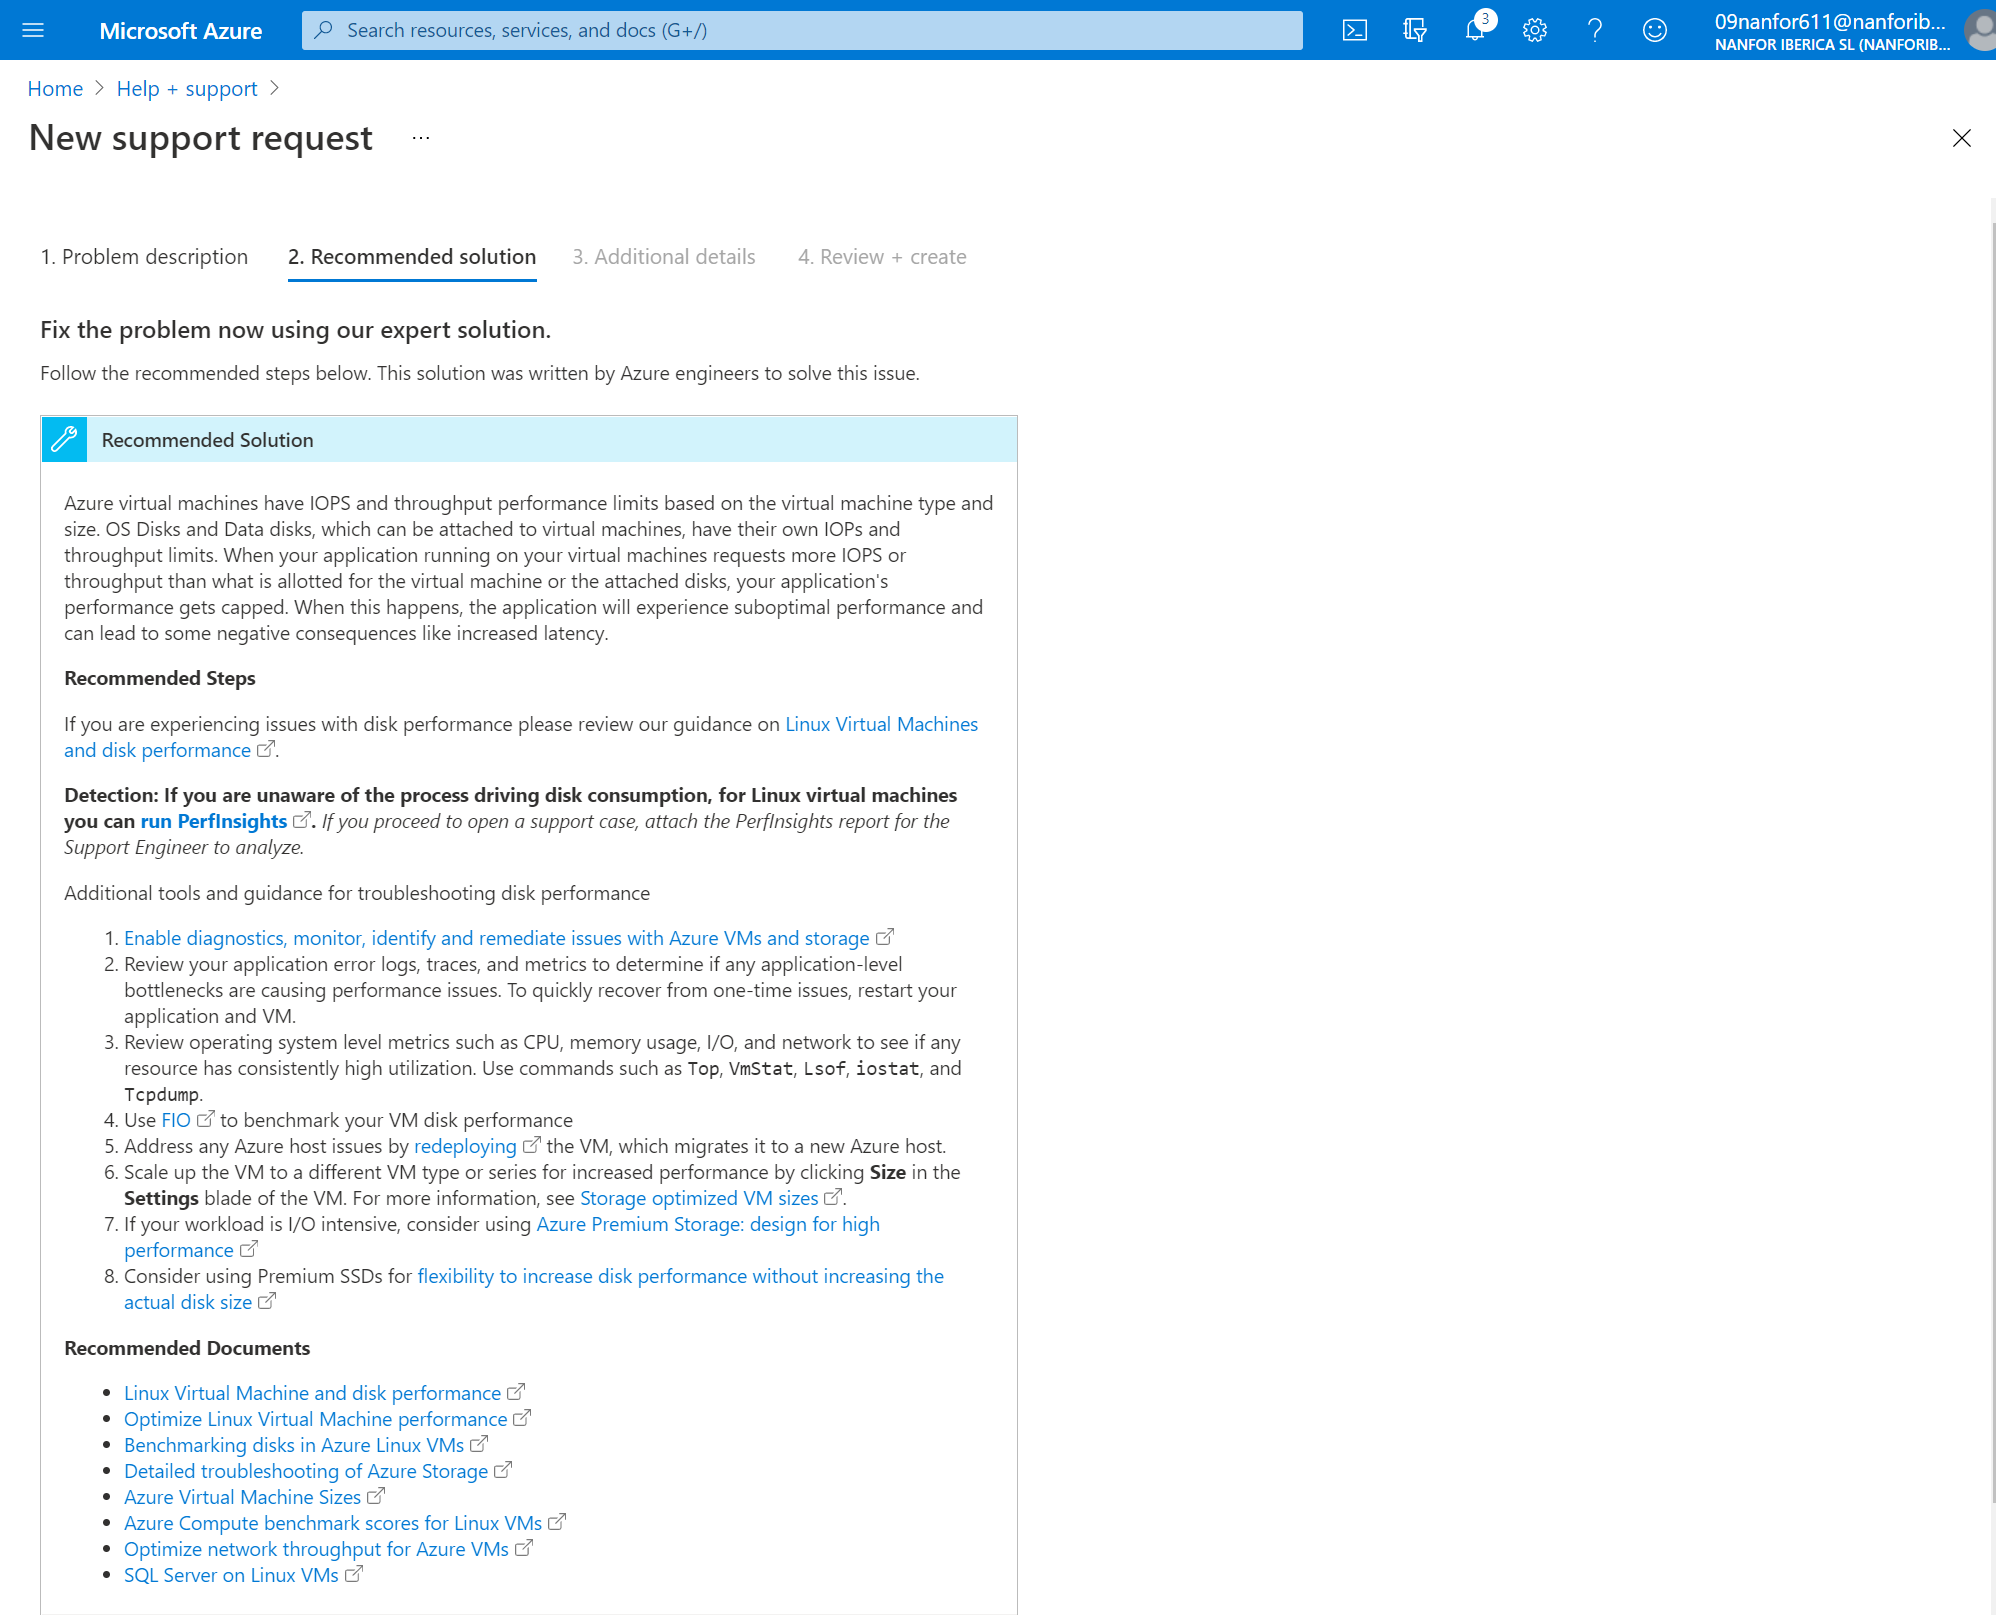 Microsoft Azure
Search resources, services, and docs (G+/)
3
09nanfor611@nanforib...
NANFOR IBERICA SL (NANFORIB...
Home > Help + support >
New support request ...
1. Problem description 2. Recommended solution 3. Additional details 4. Review + create
Fix the problem now using our expert solution.
Follow the recommended steps below. This solution was written by Azure engineers to solve this issue.
Recommended Solution
Azure virtual machines have IOPS and throughput performance limits based on the virtual machine type and
size. OS Disks and Data disks, which can be attached to virtual machines, have their own IOPs and
throughput limits. When your application running on your virtual machines requests more IOPS or
throughput than what is allotted for the virtual machine or the attached disks, your application's
performance gets capped. When this happens, the application will experience suboptimal performance and
can lead to some negative consequences like increased latency.
Recommended Steps
If you are experiencing issues with disk performance please review our guidance on Linux Virtual Machines
and disk performance .
Detection: If you are unaware of the process driving disk consumption, for Linux virtual machines
you can run PerfInsights . If you proceed to open a support case, attach the PerfInsights report for the
Support Engineer to analyze.
Additional tools and guidance for troubleshooting disk performance
1. Enable diagnostics, monitor, identify and remediate issues with Azure VMs and storage
2. Review your application error logs, traces, and metrics to determine if any application-level
bottlenecks are causing performance issues. To quickly recover from one-time issues, restart your
application and VM.
3. Review operating system level metrics such as CPU, memory usage, I/O, and network to see if any
resource has consistently high utilization. Use commands such as Top, VmStat, Lsof, iostat, and
Tcpdump.
4. Use FIO to benchmark your VM disk performance
5. Address any Azure host issues by redeploying the VM, which migrates it to a new Azure host.
6. Scale up the VM to a different VM type or series for increased performance by clicking Size in the
Settings blade of the VM. For more information, see Storage optimized VM sizes .
7. If your workload is I/O intensive, consider using Azure Premium Storage: design for high
performance
8. Consider using Premium SSDs for flexibility to increase disk performance without increasing the
actual disk size
Recommended Documents
• Linux Virtual Machine and disk performance
• Optimize Linux Virtual Machine performance
• Benchmarking disks in Azure Linux VMs
• Detailed troubleshooting of Azure Storage
• Azure Virtual Machine Sizes
• Azure Compute benchmark scores for Linux VMs
• Optimize network throughput for Azure VMs
• SQL Server on Linux VMs